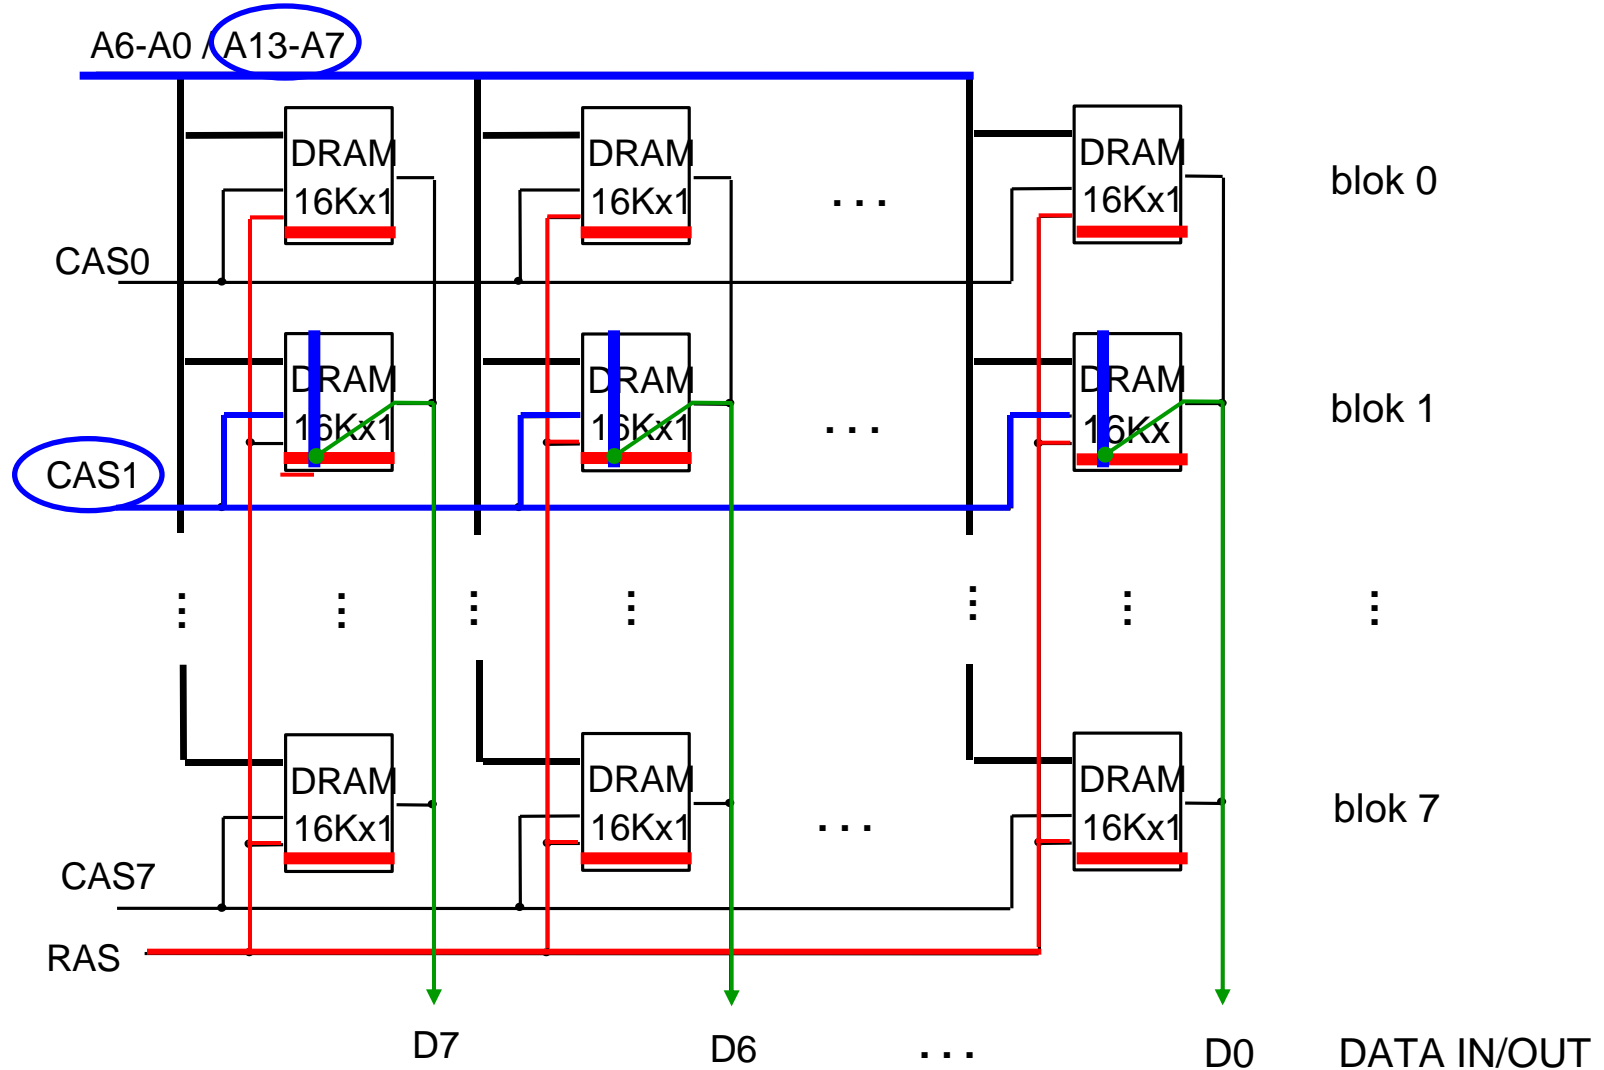 A6-A0 / A13-A7
DRAM DRAM DRAM
16Kx1 16Kx1 ... 16Kx1 blok 0
CAS0
DRAM DRAM DRAM
16Kx1 16Kx1 ... 16Kx blok 1
CAS1
... ... ... ... ... ... ...
DRAM DRAM DRAM
16Kx1 16Kx1 ... 16Kx1 blok 7
CAS7
RAS
D7 D6 ... D0 DATA IN/OUT